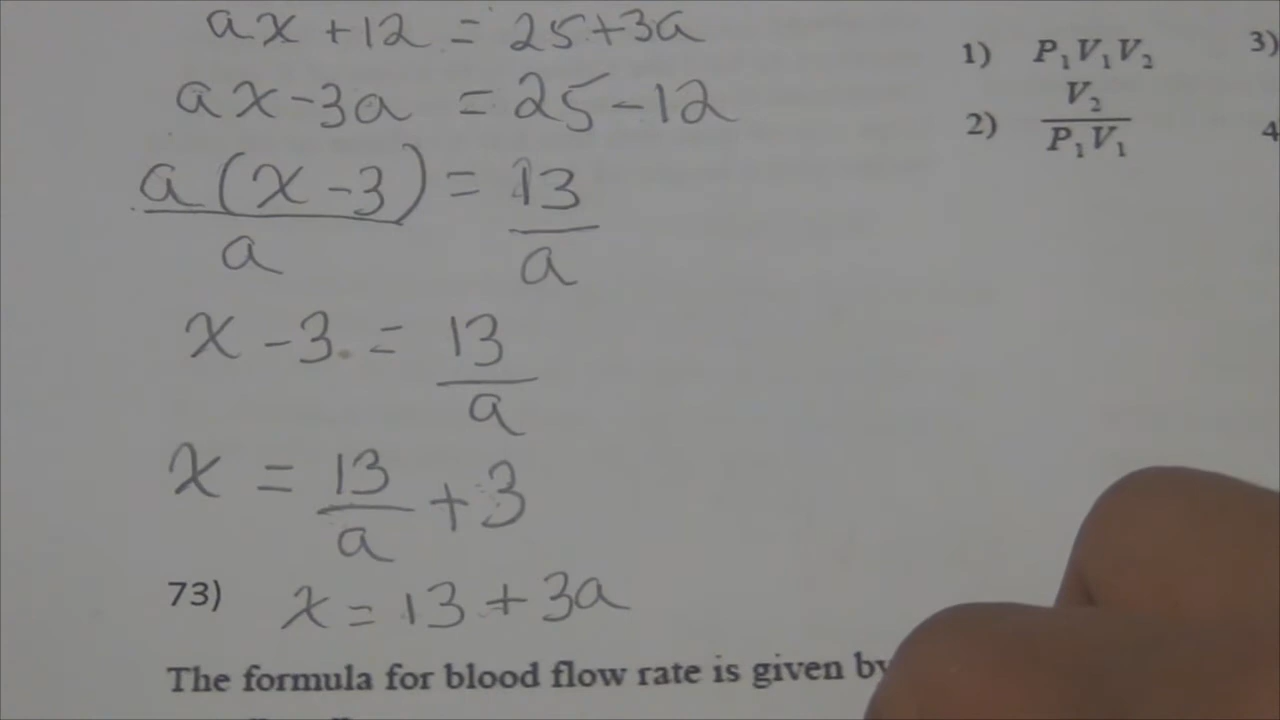 ax + 12 = 25 + 3a
ax - 3a = 25 - 12
a(x - 3)/a = 13/a
x - 3 = 13/a
x = 13/a + 3
73) x = 13 + 3a
The formula for blood flow rate is given by
1) P₁V₁V₂
2) V₂/P₁V₁
3)
4